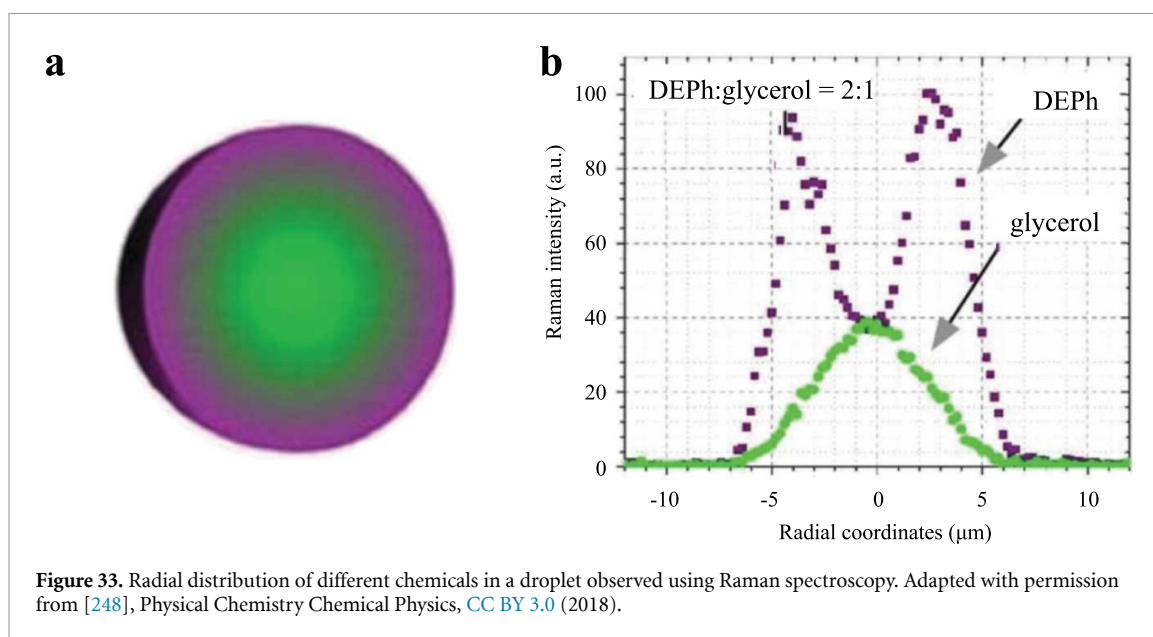 a
b
DEPh:glycerol = 2:1
DEPh
glycerol
Raman intensity (a.u.)
100
80
60
40
20
0
-10
-5
0
5
10
Radial coordinates (μm)
Figure 33. Radial distribution of different chemicals in a droplet observed using Raman spectroscopy. Adapted with permission
from [248], Physical Chemistry Chemical Physics, CC BY 3.0 (2018).